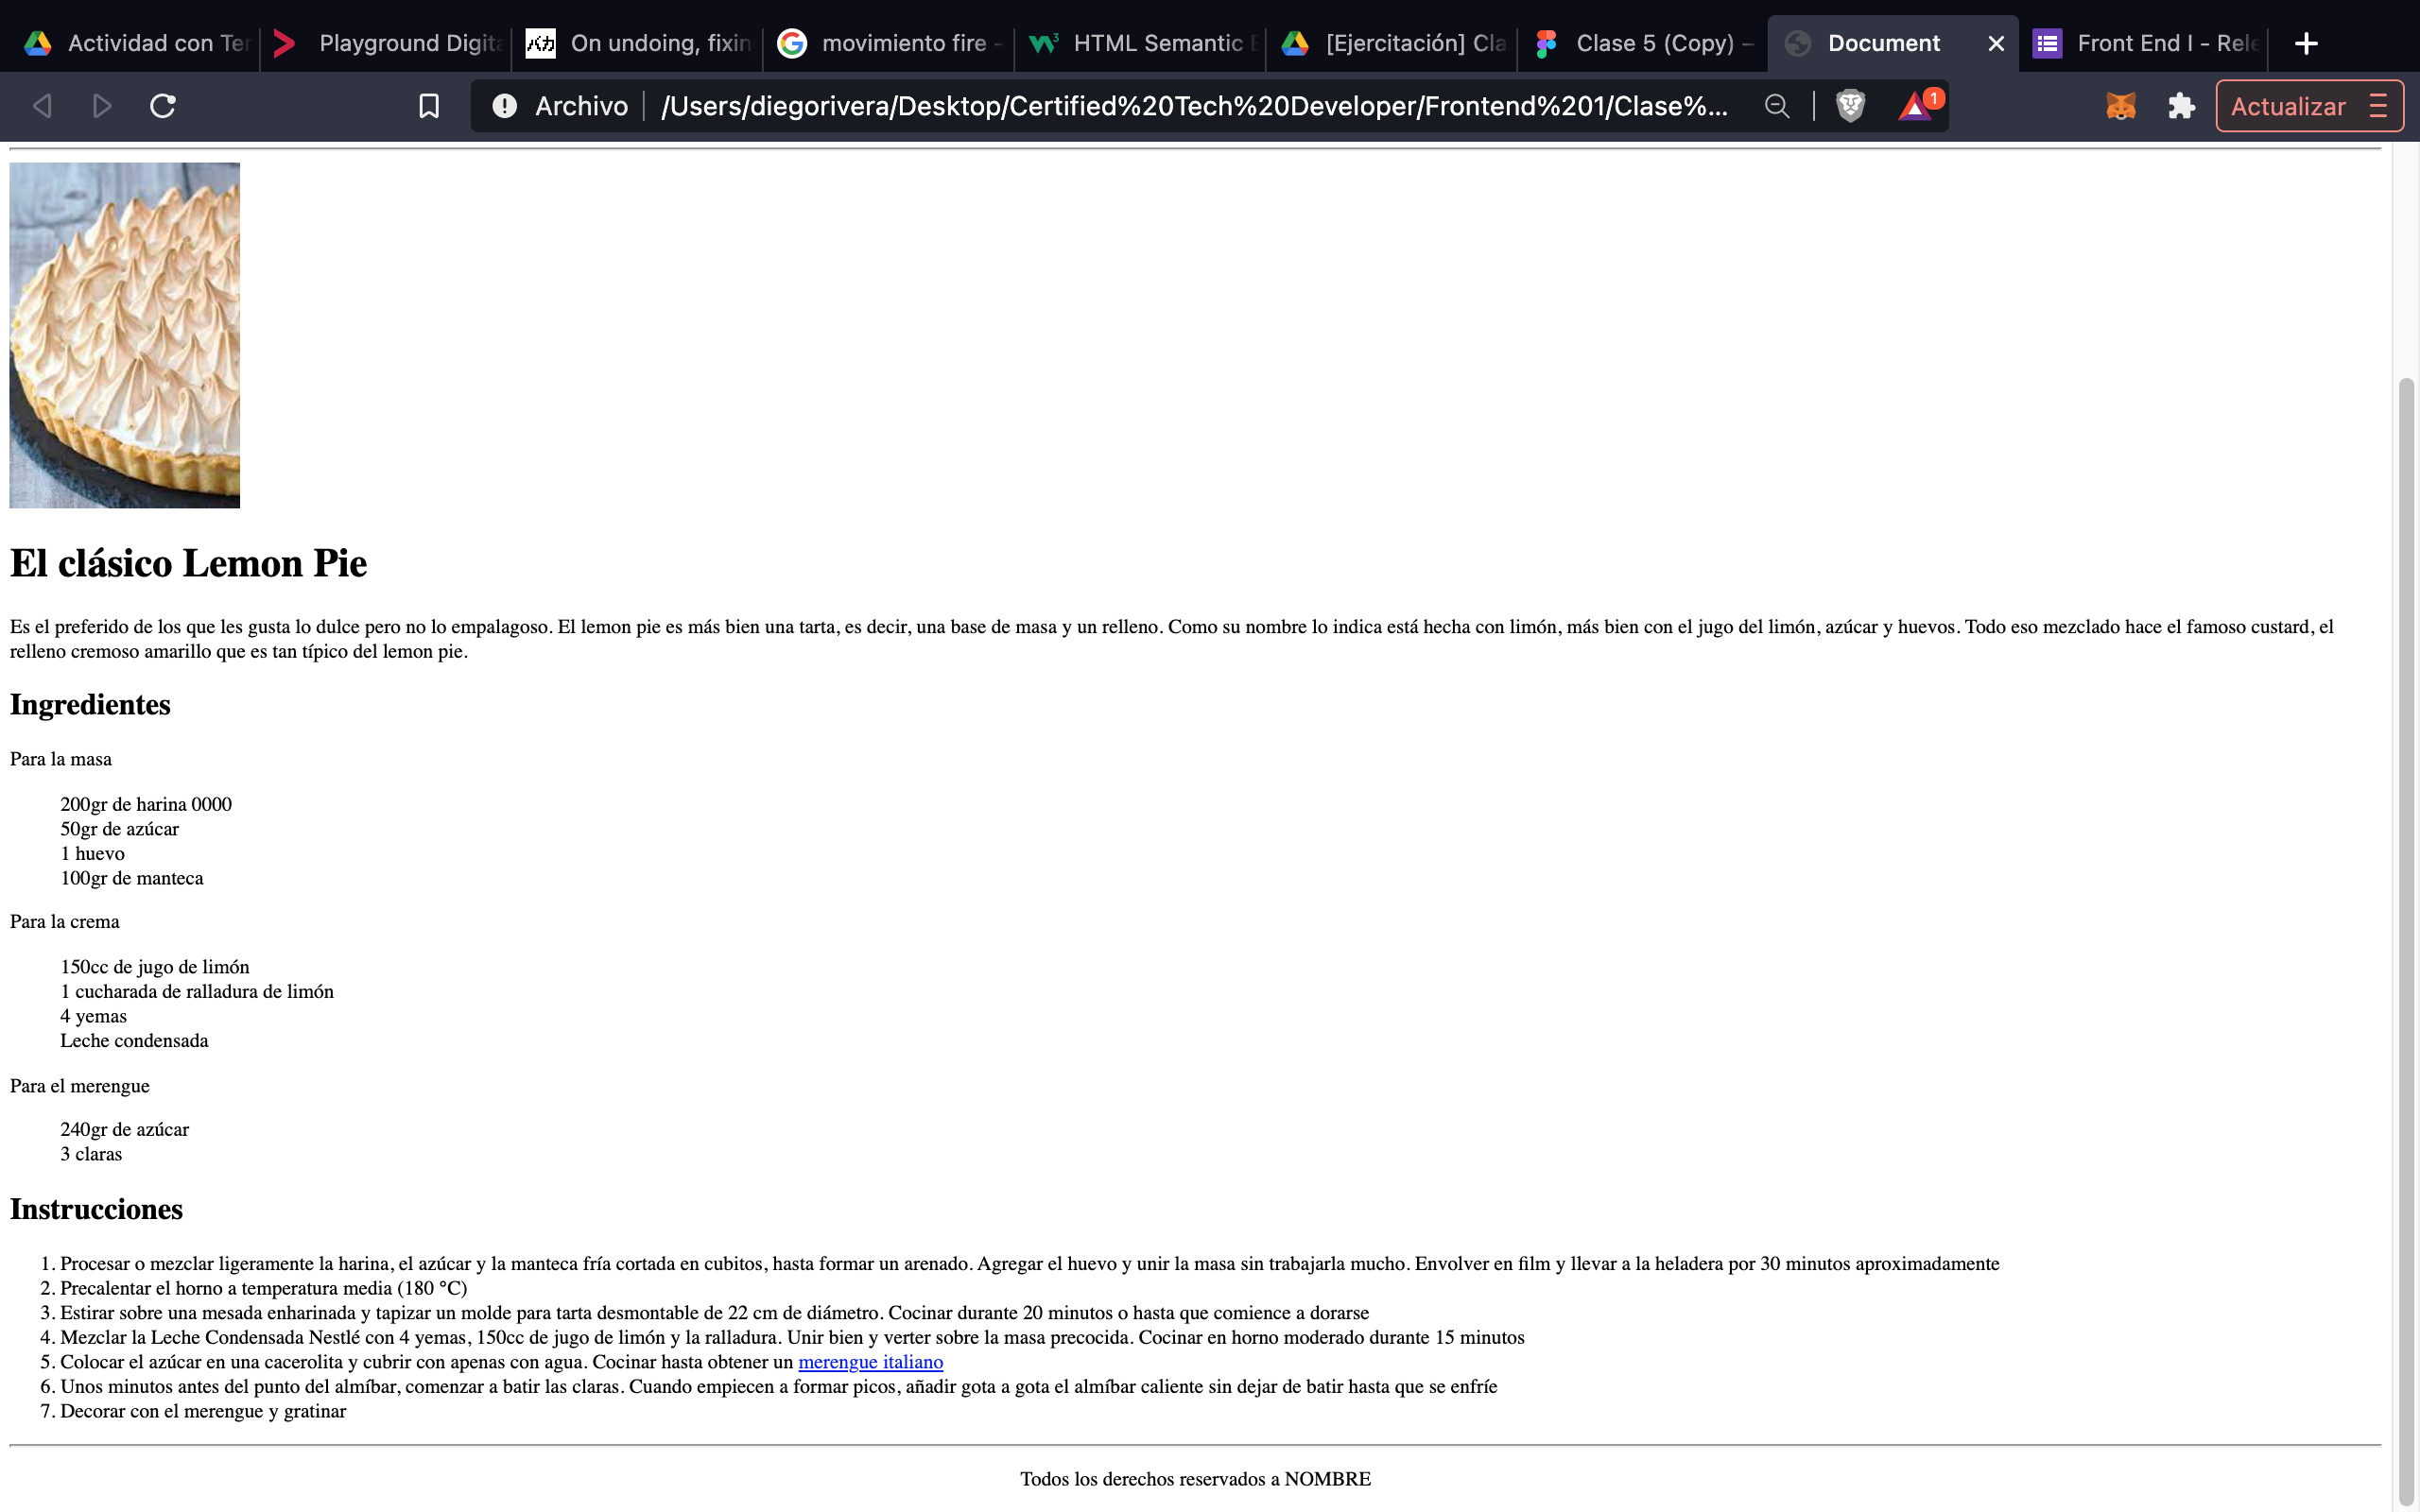 Actividad con Ter
Playground Digita
バカ
On undoing, fixin
movimiento fire -
HTML Semantic E
[Ejercitación] Cla
Clase 5 (Copy) –
Document
Front End I - Rele
Archivo
/Users/diegorivera/Desktop/Certified%20Tech%20Developer/Frontend%201/Clase%...
1
Actualizar
El clásico Lemon Pie
Es el preferido de los que les gusta lo dulce pero no lo empalagoso. El lemon pie es más bien una tarta, es decir, una base de masa y un relleno. Como su nombre lo indica está hecha con limón, más bien con el jugo del limón, azúcar y huevos. Todo eso mezclado hace el famoso custard, el
relleno cremoso amarillo que es tan típico del lemon pie.
Ingredientes
Para la masa
200gr de harina 0000
50gr de azúcar
1 huevo
100gr de manteca
Para la crema
150cc de jugo de limón
1 cucharada de ralladura de limón
4 yemas
Leche condensada
Para el merengue
240gr de azúcar
3 claras
Instrucciones
1. Procesar o mezclar ligeramente la harina, el azúcar y la manteca fría cortada en cubitos, hasta formar un arenado. Agregar el huevo y unir la masa sin trabajarla mucho. Envolver en film y llevar a la heladera por 30 minutos aproximadamente
2. Precalentar el horno a temperatura media (180 °C)
3. Estirar sobre una mesada enharinada y tapizar un molde para tarta desmontable de 22 cm de diámetro. Cocinar durante 20 minutos o hasta que comience a dorarse
4. Mezclar la Leche Condensada Nestlé con 4 yemas, 150cc de jugo de limón y la ralladura. Unir bien y verter sobre la masa precocida. Cocinar en horno moderado durante 15 minutos
5. Colocar el azúcar en una cacerolita y cubrir con apenas con agua. Cocinar hasta obtener un merengue italiano
6. Unos minutos antes del punto del almíbar, comenzar a batir las claras. Cuando empiecen a formar picos, añadir gota a gota el almíbar caliente sin dejar de batir hasta que se enfríe
7. Decorar con el merengue y gratinar
Todos los derechos reservados a NOMBRE